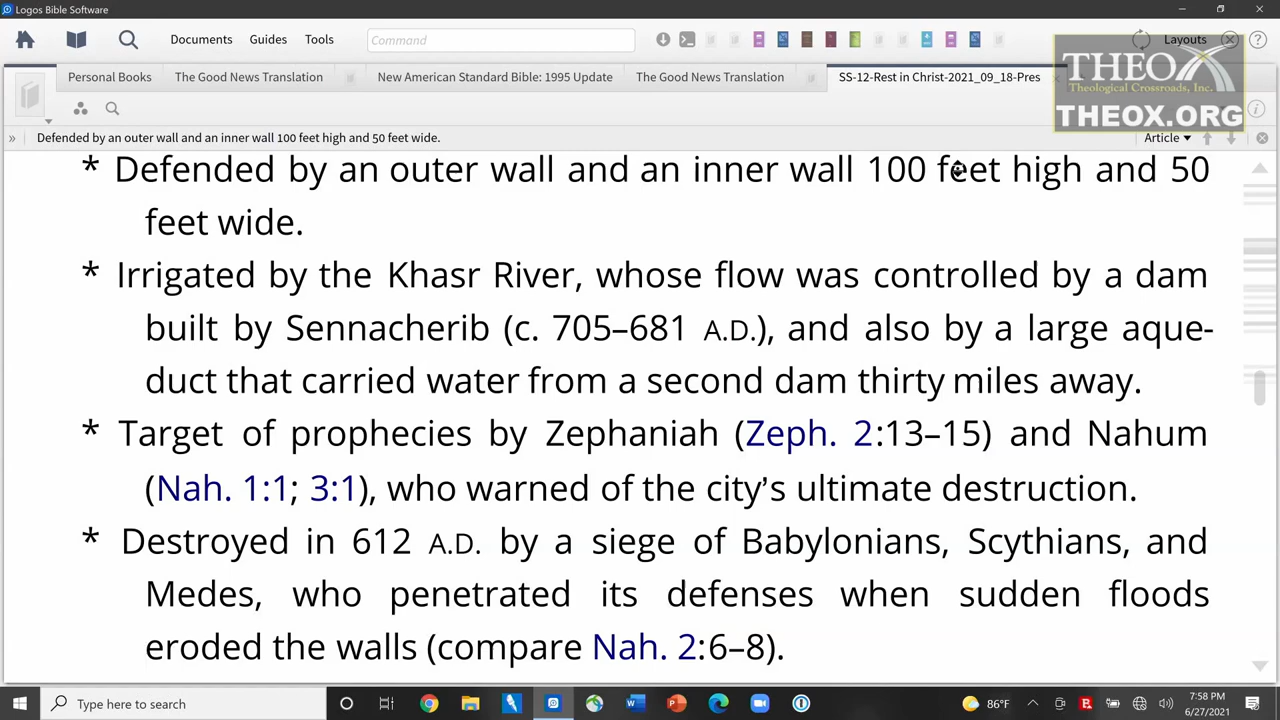 Logos Bible Software
Documents Guides Tools Command Layouts
Personal Books The Good News Translation New American Standard Bible: 1995 Update The Good News Translation SS-12-Rest in Christ-2021_09_18-Pres
THEOX
Theological Crossroads, Inc.
THEOX.ORG
Defended by an outer wall and an inner wall 100 feet high and 50 feet wide. Article
* Defended by an outer wall and an inner wall 100 feet high and 50
feet wide.
* Irrigated by the Khasr River, whose flow was controlled by a dam
built by Sennacherib (c. 705–681 A.D.), and also by a large aque-
duct that carried water from a second dam thirty miles away.
* Target of prophecies by Zephaniah (Zeph. 2:13–15) and Nahum
(Nah. 1:1; 3:1), who warned of the city's ultimate destruction.
* Destroyed in 612 A.D. by a siege of Babylonians, Scythians, and
Medes, who penetrated its defenses when sudden floods
eroded the walls (compare Nah. 2:6–8).
Type here to search 86°F 7:58 PM
6/27/2021